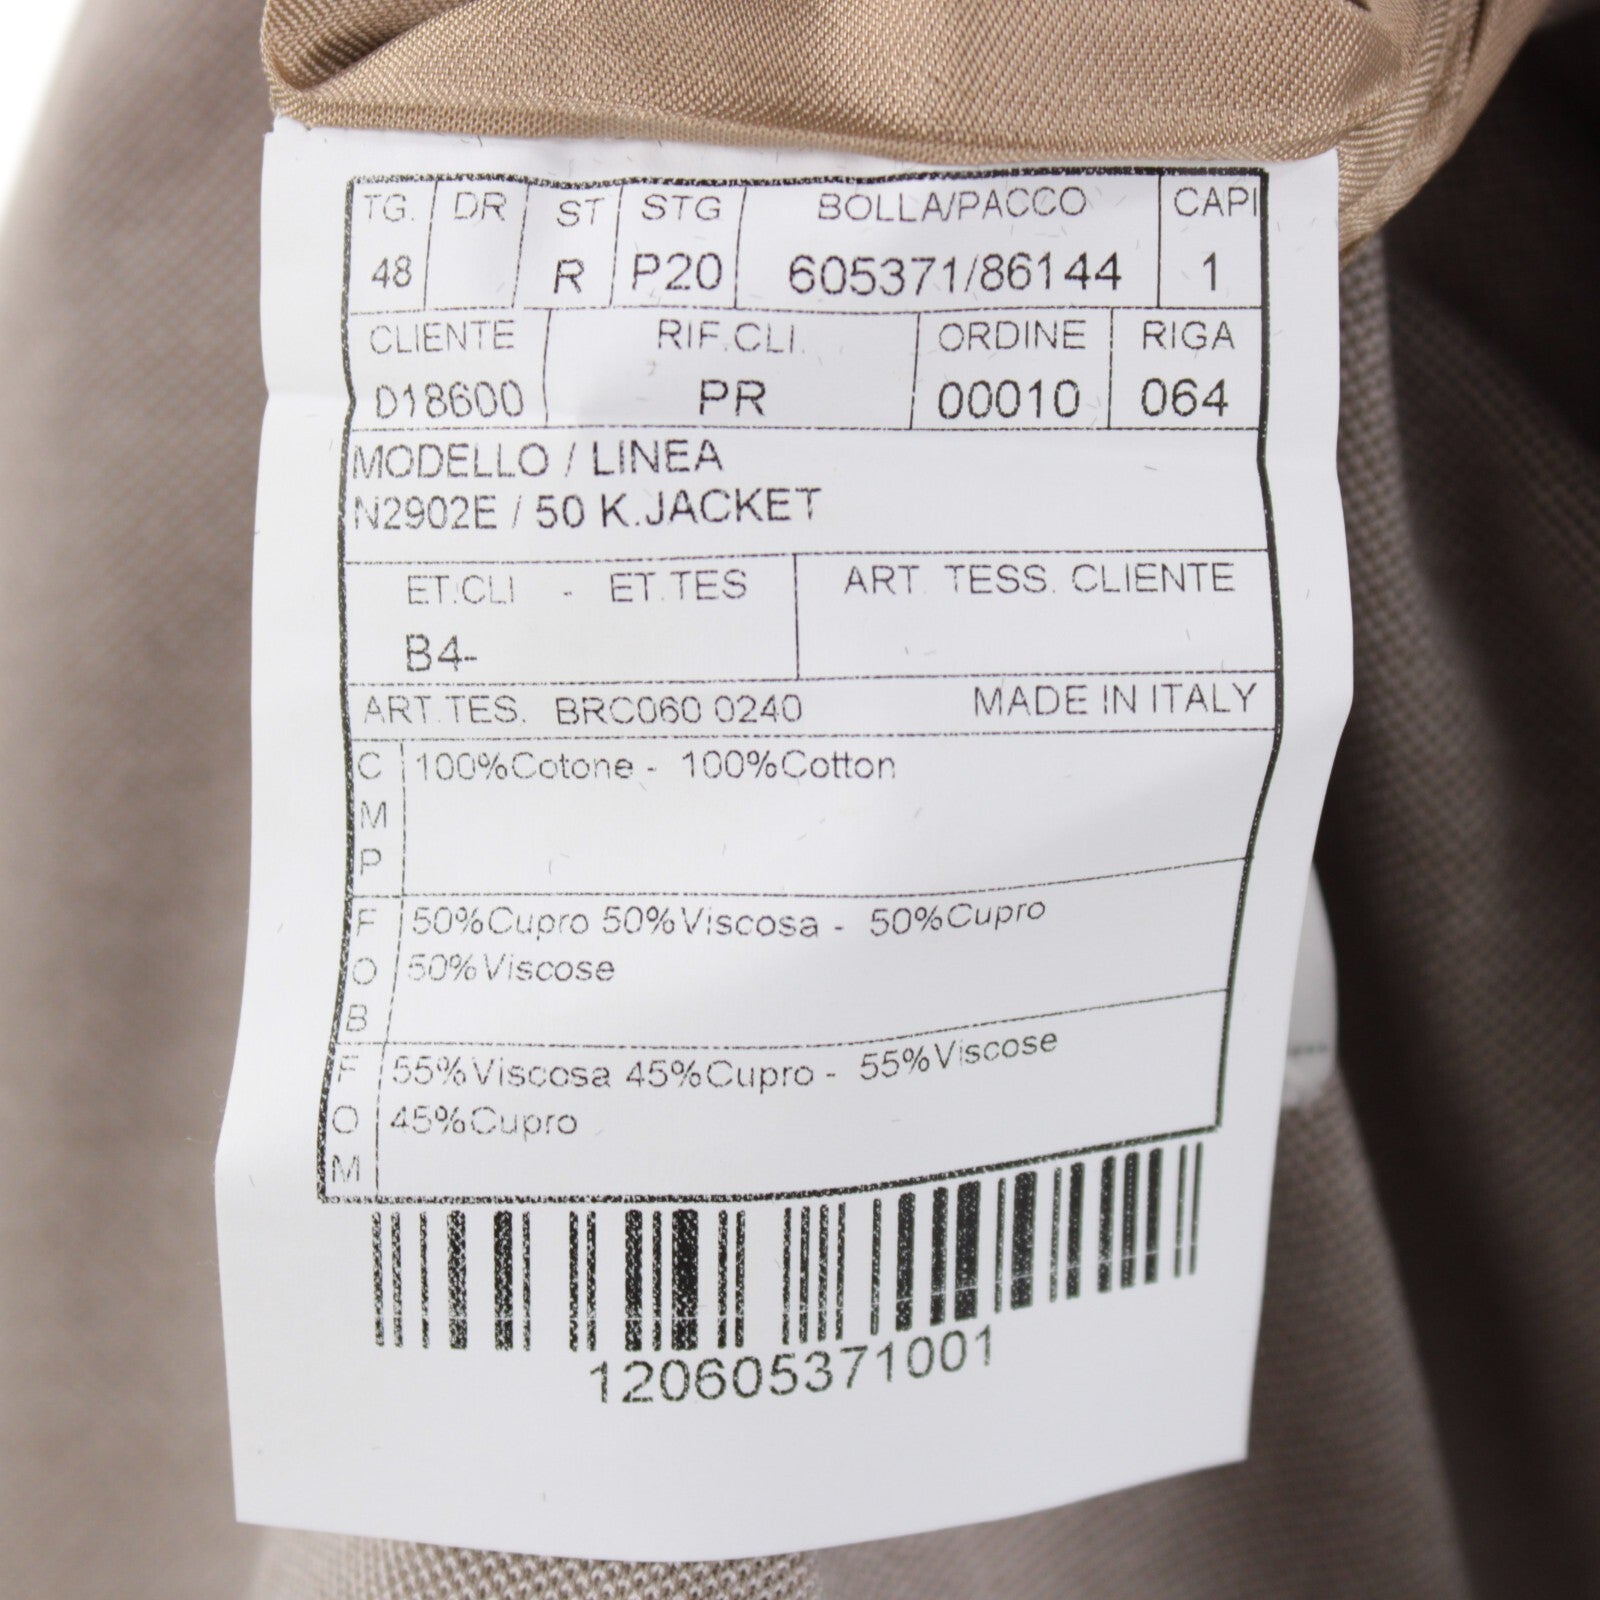 TG. DR ST STG BOLLA/PACCO CAPI
48 R P20 605371/86144 1
CLIENTE RIF.CLI. ORDINE RIGA
D18600 PR 00010 064
MODELLO / LINEA
N2902E / 50 K.JACKET
ET.CLI - ET.TES ART. TESS. CLIENTE
B4-
ART.TES. BRC060 0240 MADE IN ITALY
C 100%Cotone - 100%Cotton
M
P
F 50%Cupro 50%Viscosa - 50%Cupro
O 50%Viscose
B
F 55%Viscosa 45%Cupro - 55%Viscose
O 45%Cupro
M
120605371001